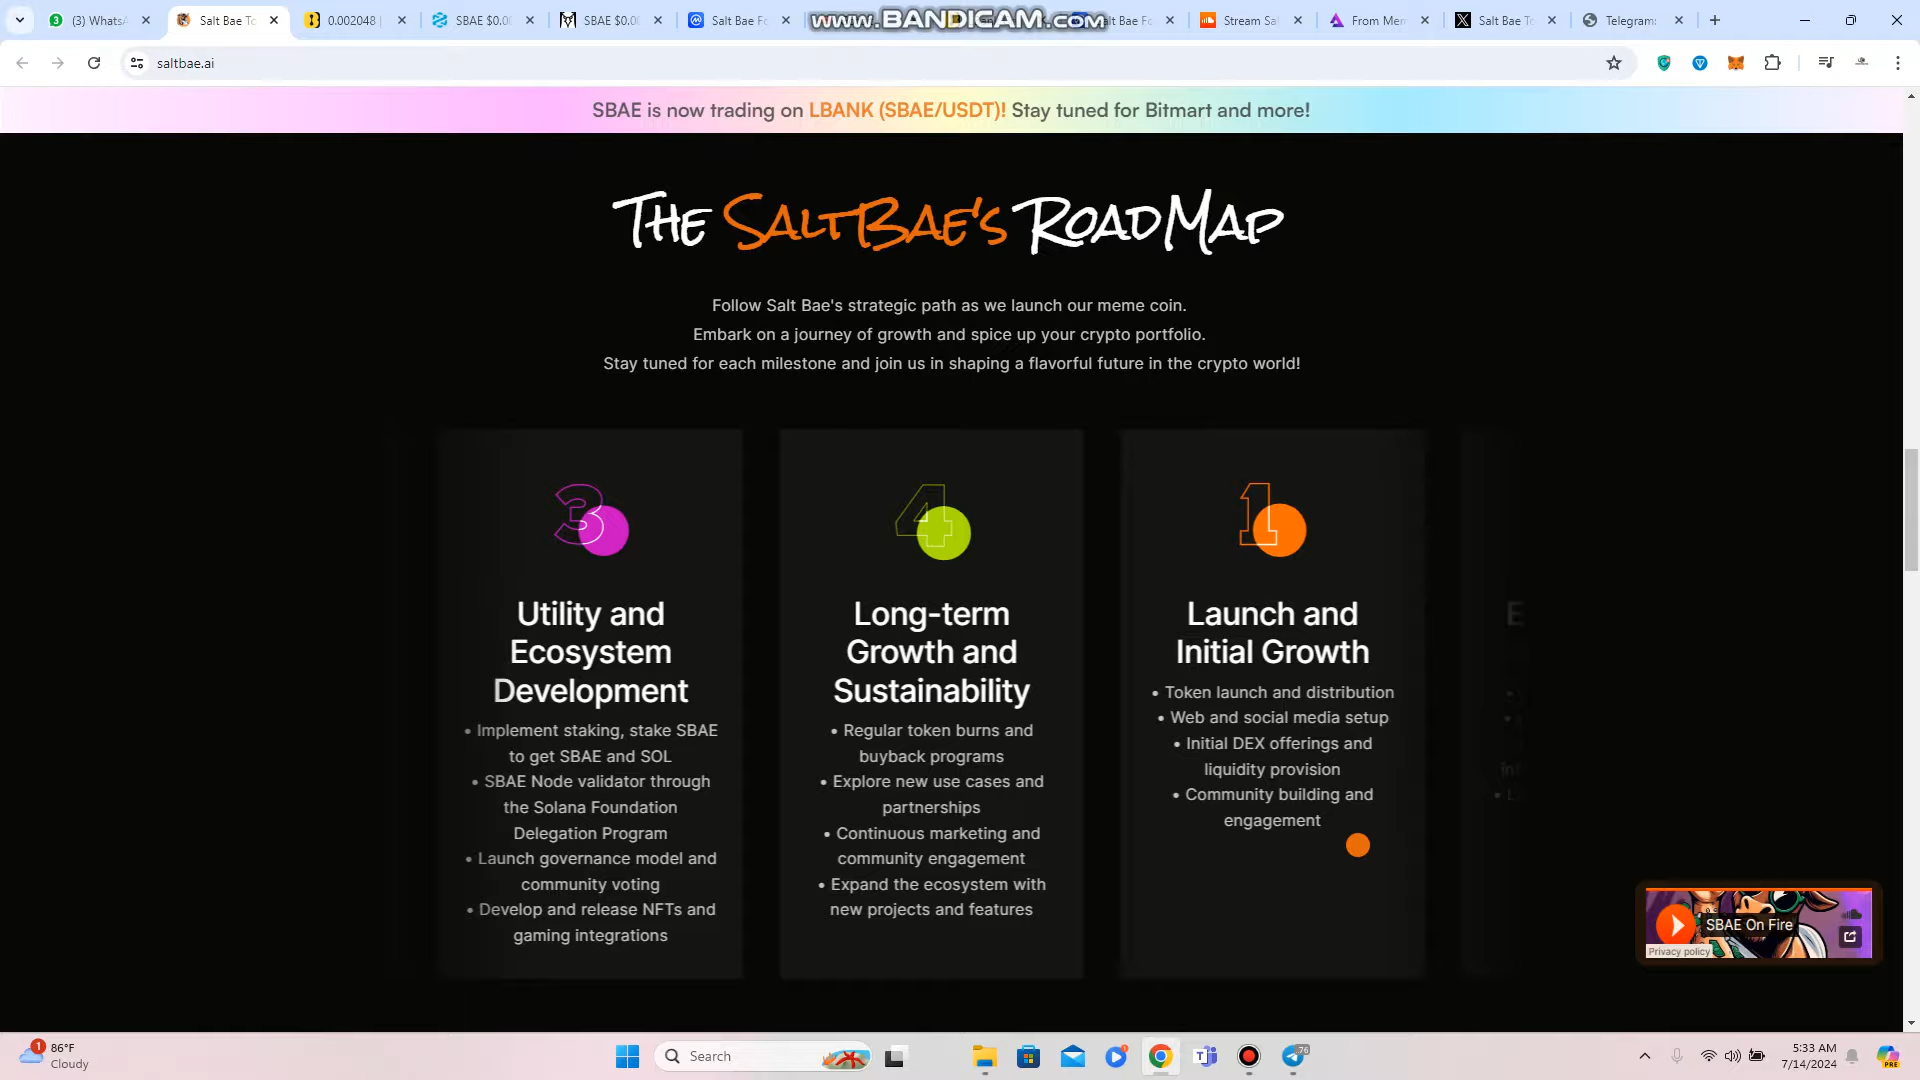 (3) WhatsA
Salt Bae To
0.002048 |
SBAE $0.00
SBAE $0.00
Salt Bae Fo
WWW.BANDICAM.COM
Stream Sal
From Mem
Salt Bae To
Telegram:
saltbae.ai
SBAE is now trading on LBANK (SBAE/USDT)! Stay tuned for Bitmart and more!
The SaltBae's RoadMap
Follow Salt Bae's strategic path as we launch our meme coin.
Embark on a journey of growth and spice up your crypto portfolio.
Stay tuned for each milestone and join us in shaping a flavorful future in the crypto world!
3
Utility and
Ecosystem
Development
• Implement staking, stake SBAE
to get SBAE and SOL
• SBAE Node validator through
the Solana Foundation
Delegation Program
• Launch governance model and
community voting
• Develop and release NFTs and
gaming integrations
4
Long-term
Growth and
Sustainability
• Regular token burns and
buyback programs
• Explore new use cases and
partnerships
• Continuous marketing and
community engagement
• Expand the ecosystem with
new projects and features
1
Launch and
Initial Growth
• Token launch and distribution
• Web and social media setup
• Initial DEX offerings and
liquidity provision
• Community building and
engagement
SBAE On Fire
Privacy policy
1
86°F
Cloudy
Search
76
5:33 AM
7/14/2024
PRE